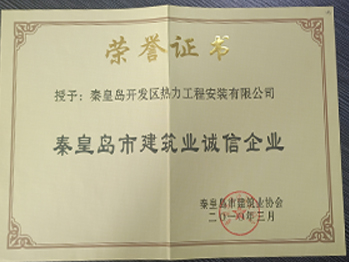 荣誉证书
授予：秦皇岛开发区热力工程安装有限公司
秦皇岛市建筑业诚信企业
秦皇岛市建筑业协会
二〇一〇年三月